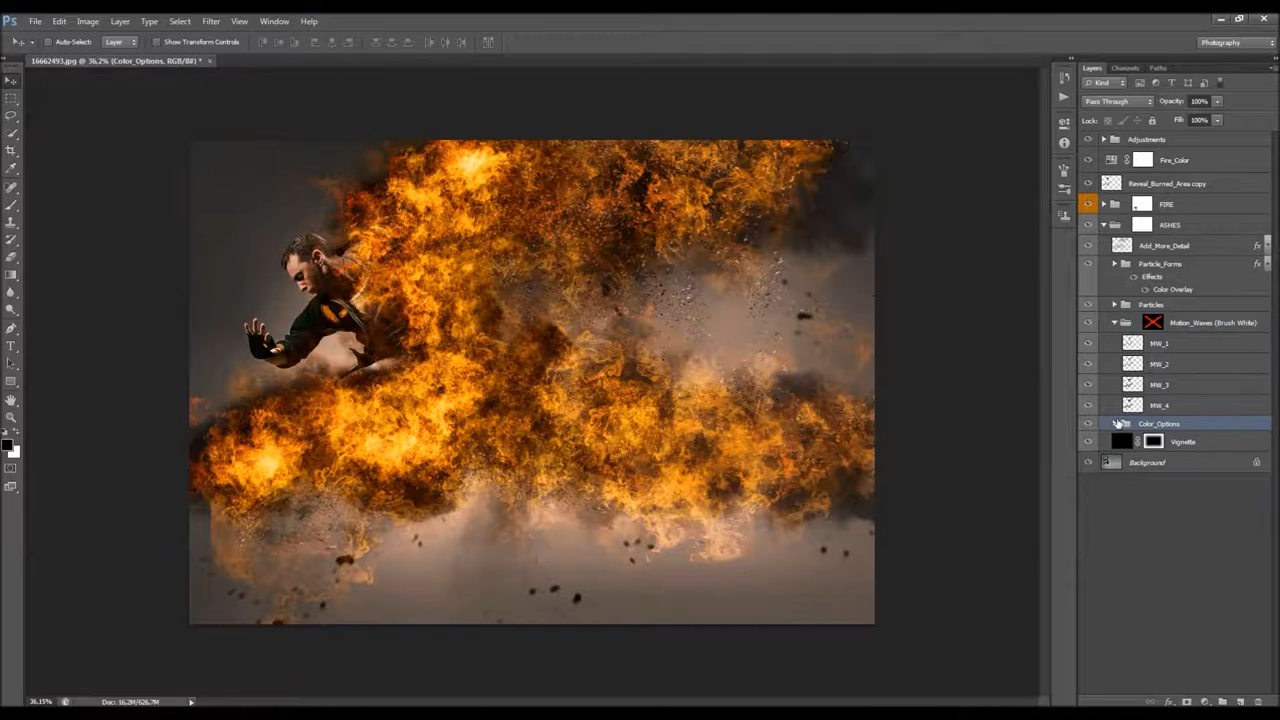 Ps File Edit Image Layer Type Select Filter View Window Help
Auto-Select: Layer Show Transform Controls Photography
16662493.jpg @ 36,2% (Color_Options, RGB/8#) * ×
Layers Channels Paths
Kind
Pass Through Opacity: 100%
Lock: Fill: 100%
Adjustments
Fire_Color
Reveal_Burned_Area copy
FIRE
ASHES
Add_More_Detail fx
Particle_Forms fx
Effects
Color Overlay
Particles
Motion_Waves (Brush White)
MW_1
MW_2
MW_3
MW_4
Color_Options
Vignette
Background
36,15% Doc: 16,2M/626,7M